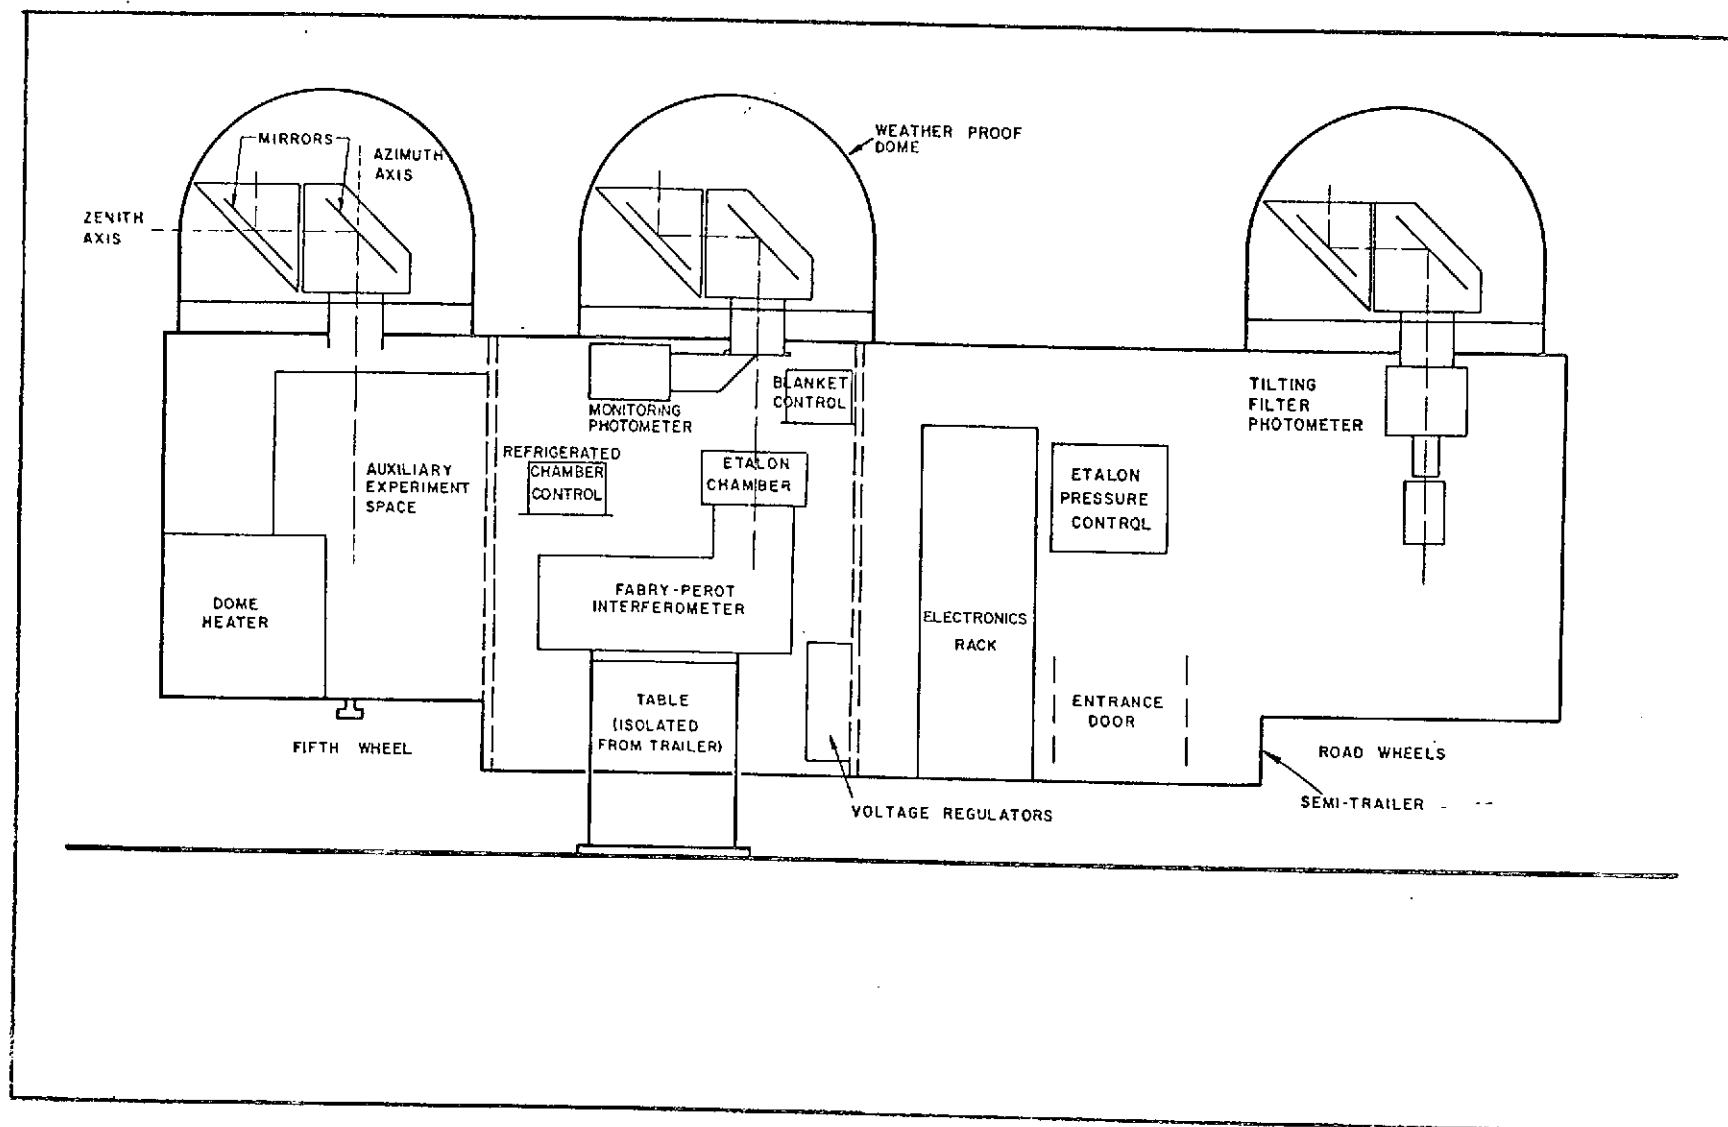 MIRRORS
AZIMUTH
AXIS
ZENITH
AXIS
WEATHER PROOF
DOME
MONITORING
PHOTOMETER
BLANKET
CONTROL
TILTING
FILTER
PHOTOMETER
REFRIGERATED
CHAMBER
CONTROL
ETALON
CHAMBER
AUXILIARY
EXPERIMENT
SPACE
ETALON
PRESSURE
CONTROL
FABRY-PEROT
INTERFEROMETER
DOME
HEATER
ELECTRONICS
RACK
TABLE
(ISOLATED
FROM TRAILER)
ENTRANCE
DOOR
FIFTH WHEEL
ROAD WHEELS
VOLTAGE REGULATORS
SEMI-TRAILER